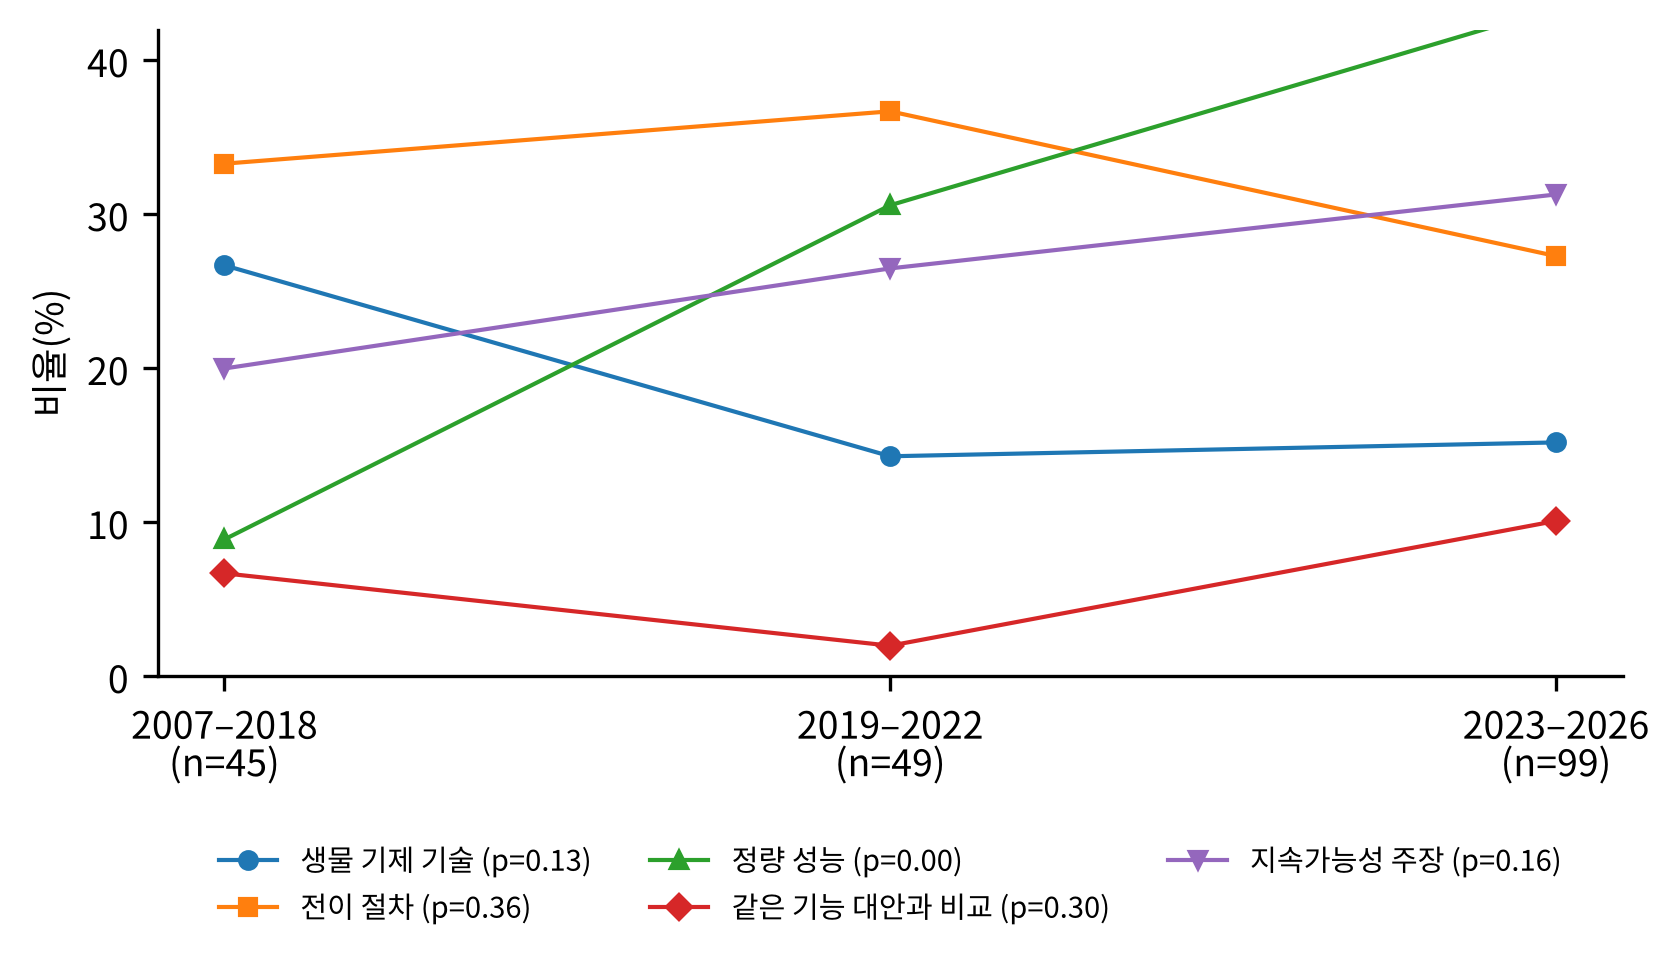 40
30
20
10
0
비율(%)
2007–2018
(n=45)
2019–2022
(n=49)
2023–2026
(n=99)
생물 기제 기술 (p=0.13)
전이 절차 (p=0.36)
정량 성능 (p=0.00)
같은 기능 대안과 비교 (p=0.30)
지속가능성 주장 (p=0.16)